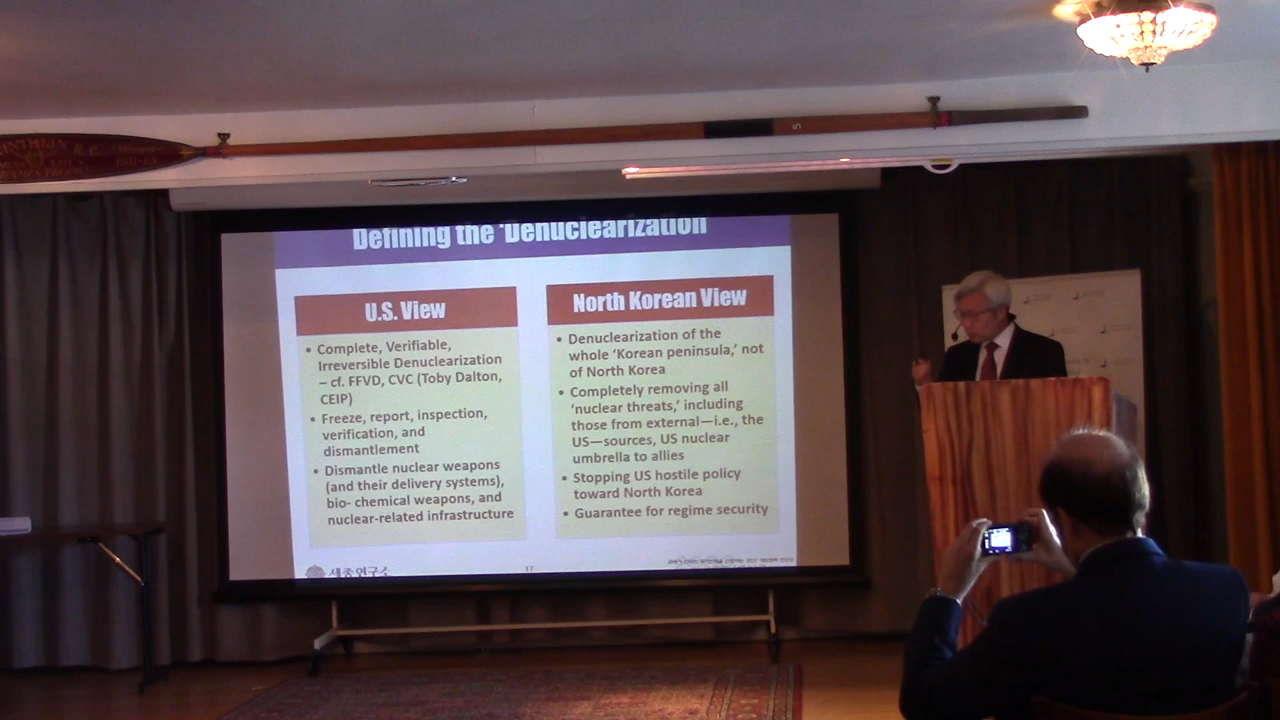 R.C.
Defining the 'Denuclearization'
U.S. View
• Complete, Verifiable,
Irreversible Denuclearization
– cf. FFVD, CVC (Toby Dalton,
CEIP)
• Freeze, report, inspection,
verification, and
dismantlement
• Dismantle nuclear weapons
(and their delivery systems),
bio- chemical weapons, and
nuclear-related infrastructure
North Korean View
• Denuclearization of the
whole 'Korean peninsula,' not
of North Korea
• Completely removing all
'nuclear threats,' including
those from external—i.e., the
US—sources, US nuclear
umbrella to allies
• Stopping US hostile policy
toward North Korea
• Guarantee for regime security
세종연구소
17